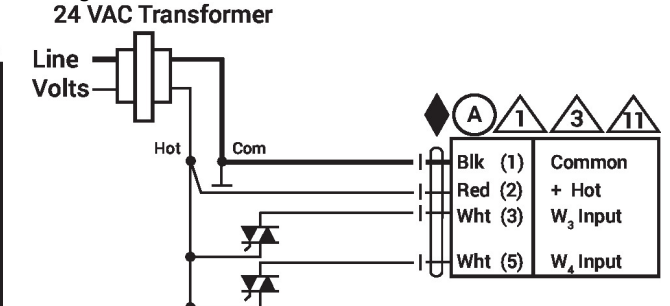 24 VAC Transformer
Line
Volts
Hot
Com
A 1 3 11
Blk (1) Common
Red (2) + Hot
Wht (3) W3 Input
Wht (5) W4 Input